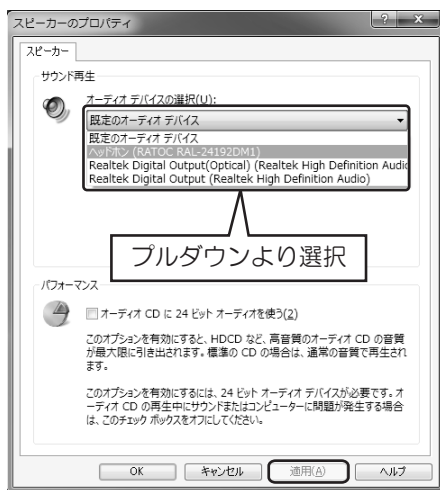 スピーカーのプロパティ
スピーカー
サウンド再生
オーディオ デバイスの選択(U):
既定のオーディオ デバイス
既定のオーディオ デバイス
ヘッドホン (RATOC RAL-24192DM1)
Realtek Digital Output(Optical) (Realtek High Definition Audio
Realtek Digital Output (Realtek High Definition Audio)
プルダウンより選択
パフォーマンス
オーディオ CD に 24 ビット オーディオを使う(2)
このオプションを有効にすると、HDCD など、高音質のオーディオ CD の音質
が最大限に引き出されます。標準の CD の場合は、通常の音質で再生され
ます。
このオプションを有効にするには、24 ビット オーディオ デバイスが必要です。オ
ーディオ CD の再生中にサウンドまたはコンピューターに問題が発生する場合
は、このチェック ボックスをオフにしてください。
OK キャンセル 適用(A) ヘルプ